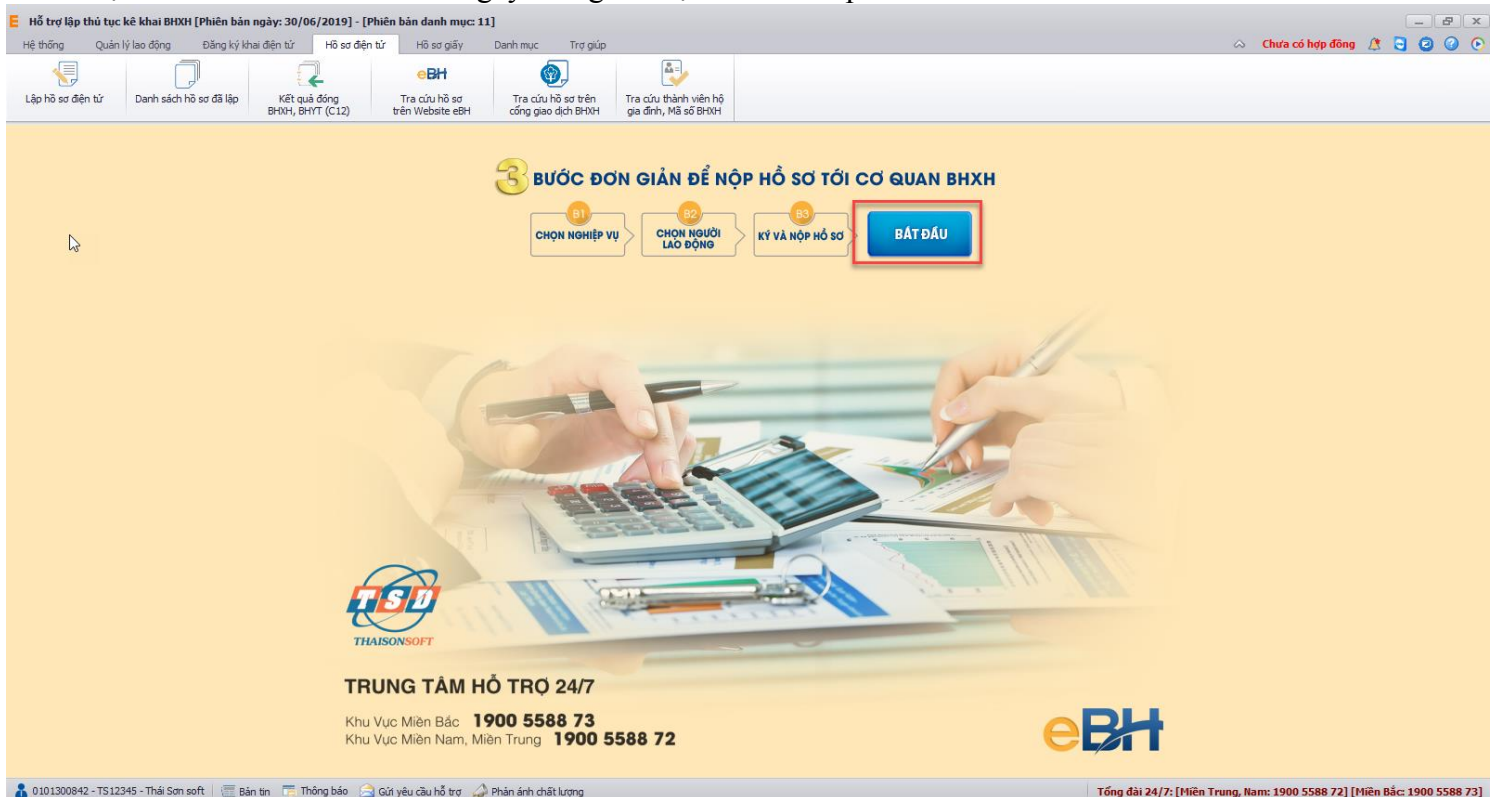 Hỗ trợ lập thủ tục kê khai BHXH [Phiên bản ngày: 30/06/2019] - [Phiên bản danh mục: 11]
Hệ thống Quản lý lao động Đăng ký khai điện tử Hồ sơ điện tử Hồ sơ giấy Danh mục Trợ giúp Chưa có hợp đồng
eBH
Lập hồ sơ điện tử Danh sách hồ sơ đã lập Kết quả đóng Tra cứu hồ sơ Tra cứu hồ sơ trên Tra cứu thành viên hộ
BHXH, BHYT (C12) trên Website eBH cổng giao dịch BHXH gia đình, Mã số BHXH
3 BƯỚC ĐƠN GIẢN ĐỂ NỘP HỒ SƠ TỚI CƠ QUAN BHXH
B1 B2 B3
CHỌN NGHIỆP VỤ CHỌN NGƯỜI KÝ VÀ NỘP HỒ SƠ BẮT ĐẦU
LAO ĐỘNG
TSD
THAISONSOFT
TRUNG TÂM HỖ TRỢ 24/7
Khu Vực Miền Bắc 1900 5588 73
Khu Vực Miền Nam, Miền Trung 1900 5588 72
eBH
0101300842 - TS12345 - Thái Sơn soft Bản tin Thông báo Gửi yêu cầu hỗ trợ Phản ánh chất lượng Tổng đài 24/7: [Miền Trung, Nam: 1900 5588 72] [Miền Bắc: 1900 5588 73]